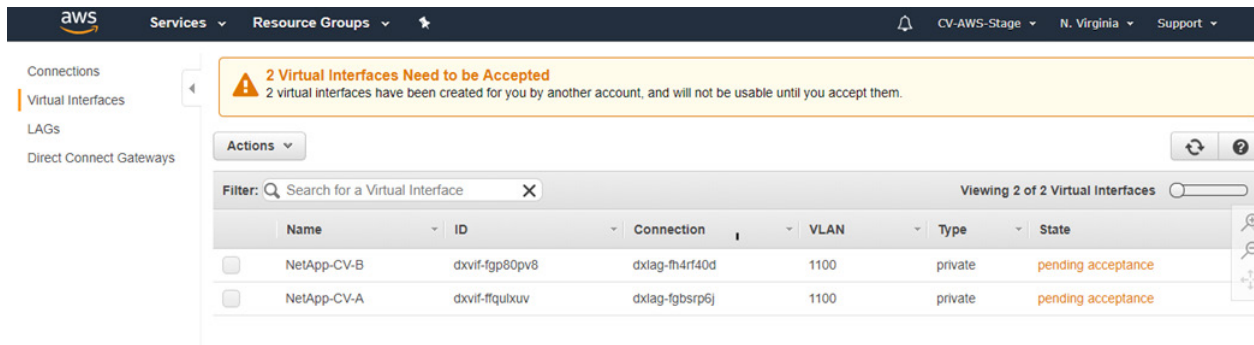 aws Services Resource Groups CV-AWS-Stage N. Virginia Support
Connections
Virtual Interfaces
LAGs
Direct Connect Gateways
2 Virtual Interfaces Need to be Accepted
2 virtual interfaces have been created for you by another account, and will not be usable until you accept them.
Actions
Filter: Search for a Virtual Interface Viewing 2 of 2 Virtual Interfaces
Name ID Connection VLAN Type State
NetApp-CV-B dxvif-fgp80pv8 dxlag-fh4rf40d 1100 private pending acceptance
NetApp-CV-A dxvif-ffqulxuv dxlag-fgbsrp6j 1100 private pending acceptance